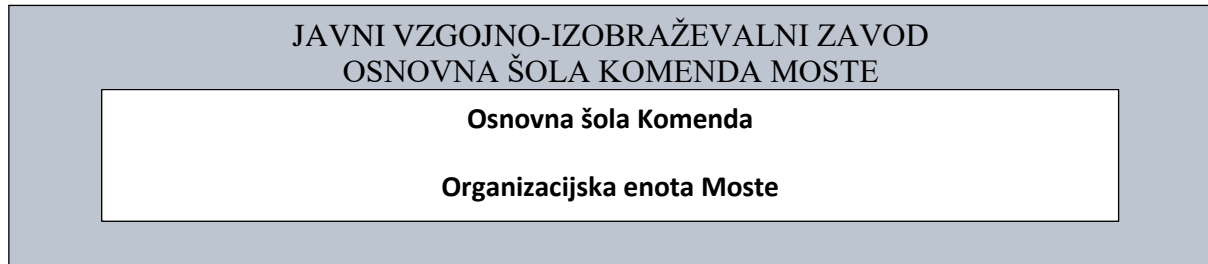 JAVNI VZGOJNO-IZOBRAŽEVALNI ZAVOD
OSNOVNA ŠOLA KOMENDA MOSTE
Osnovna šola Komenda
Organizacijska enota Moste